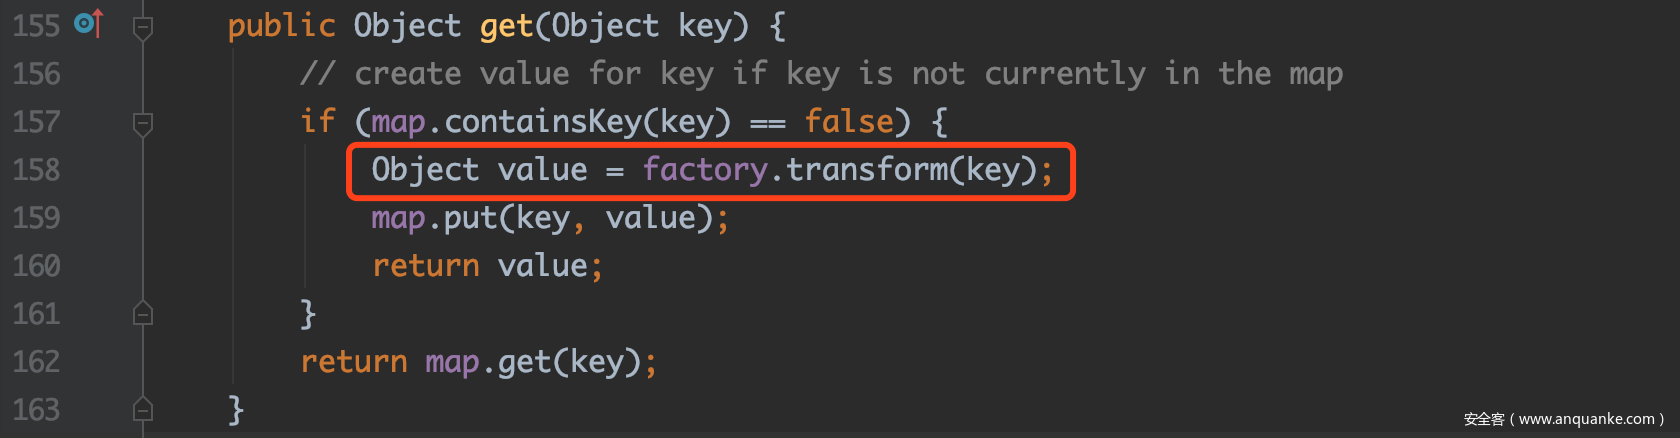 155 public Object get(Object key) {
156 // create value for key if key is not currently in the map
157 if (map.containsKey(key) == false) {
158 Object value = factory.transform(key);
159 map.put(key, value);
160 return value;
161 }
162 return map.get(key);
163 }
安全客（www.anquanke.com）